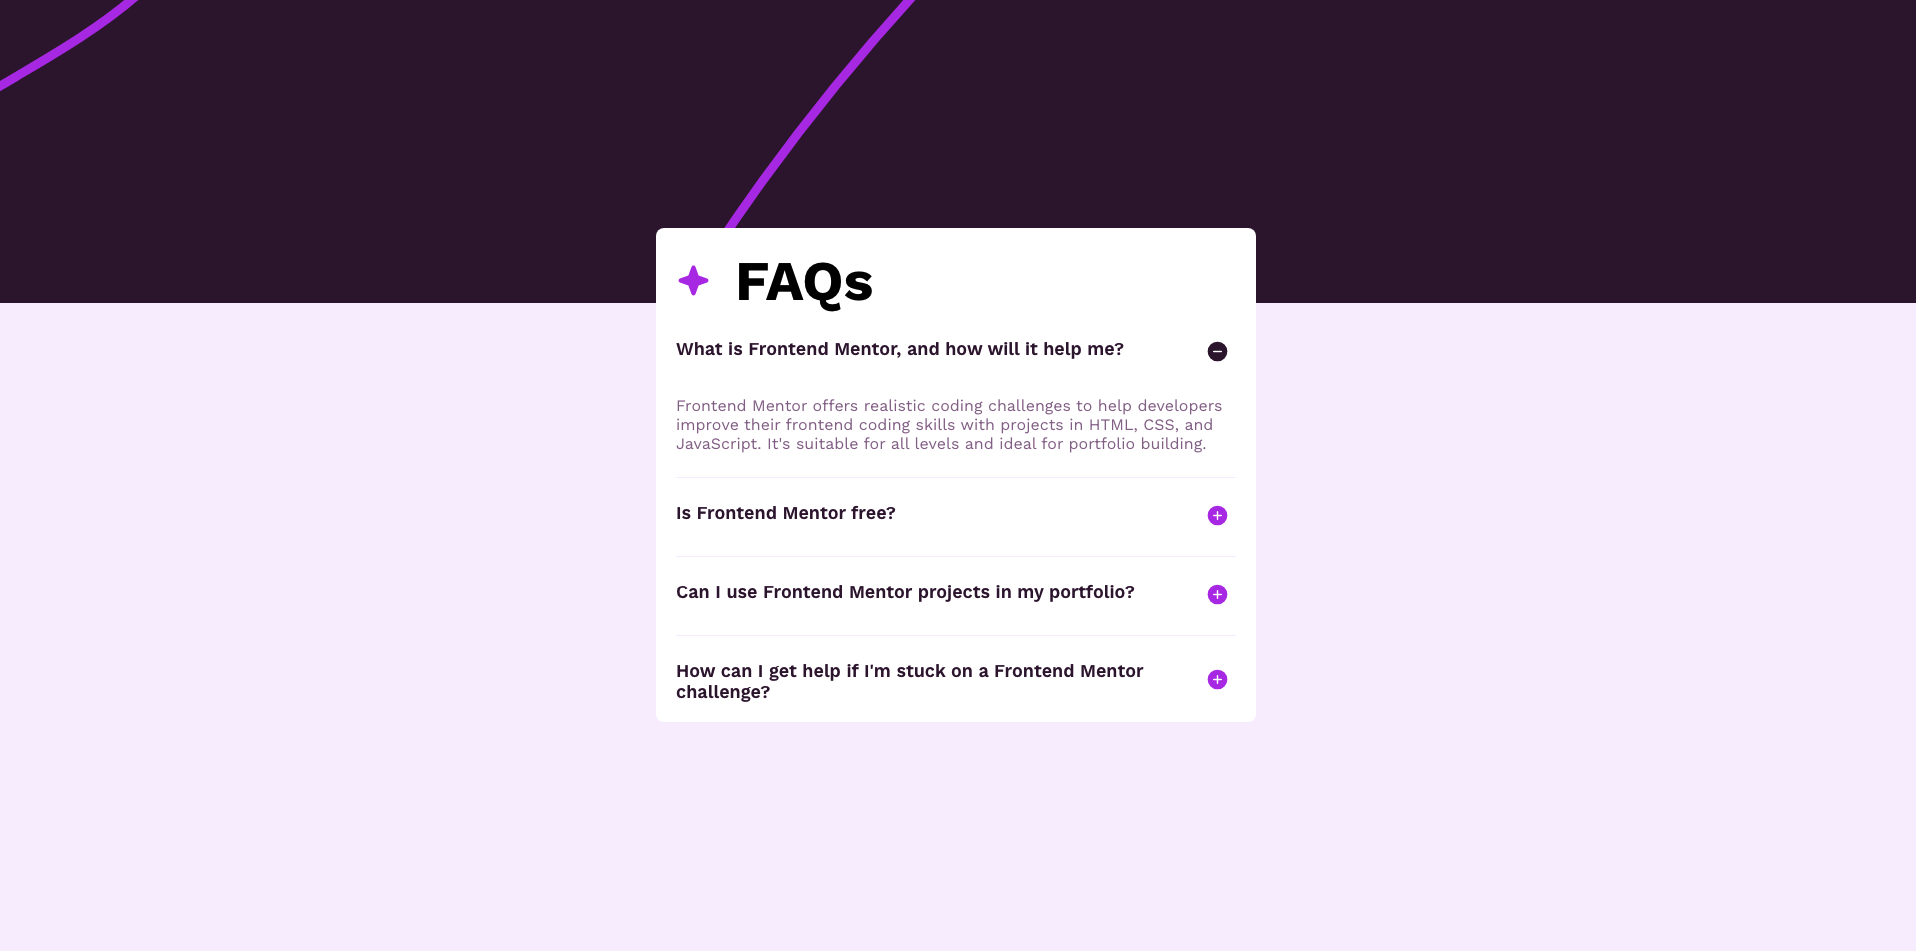 FAQs
What is Frontend Mentor, and how will it help me?
Frontend Mentor offers realistic coding challenges to help developers
improve their frontend coding skills with projects in HTML, CSS, and
JavaScript. It's suitable for all levels and ideal for portfolio building.
Is Frontend Mentor free?
Can I use Frontend Mentor projects in my portfolio?
How can I get help if I'm stuck on a Frontend Mentor
challenge?